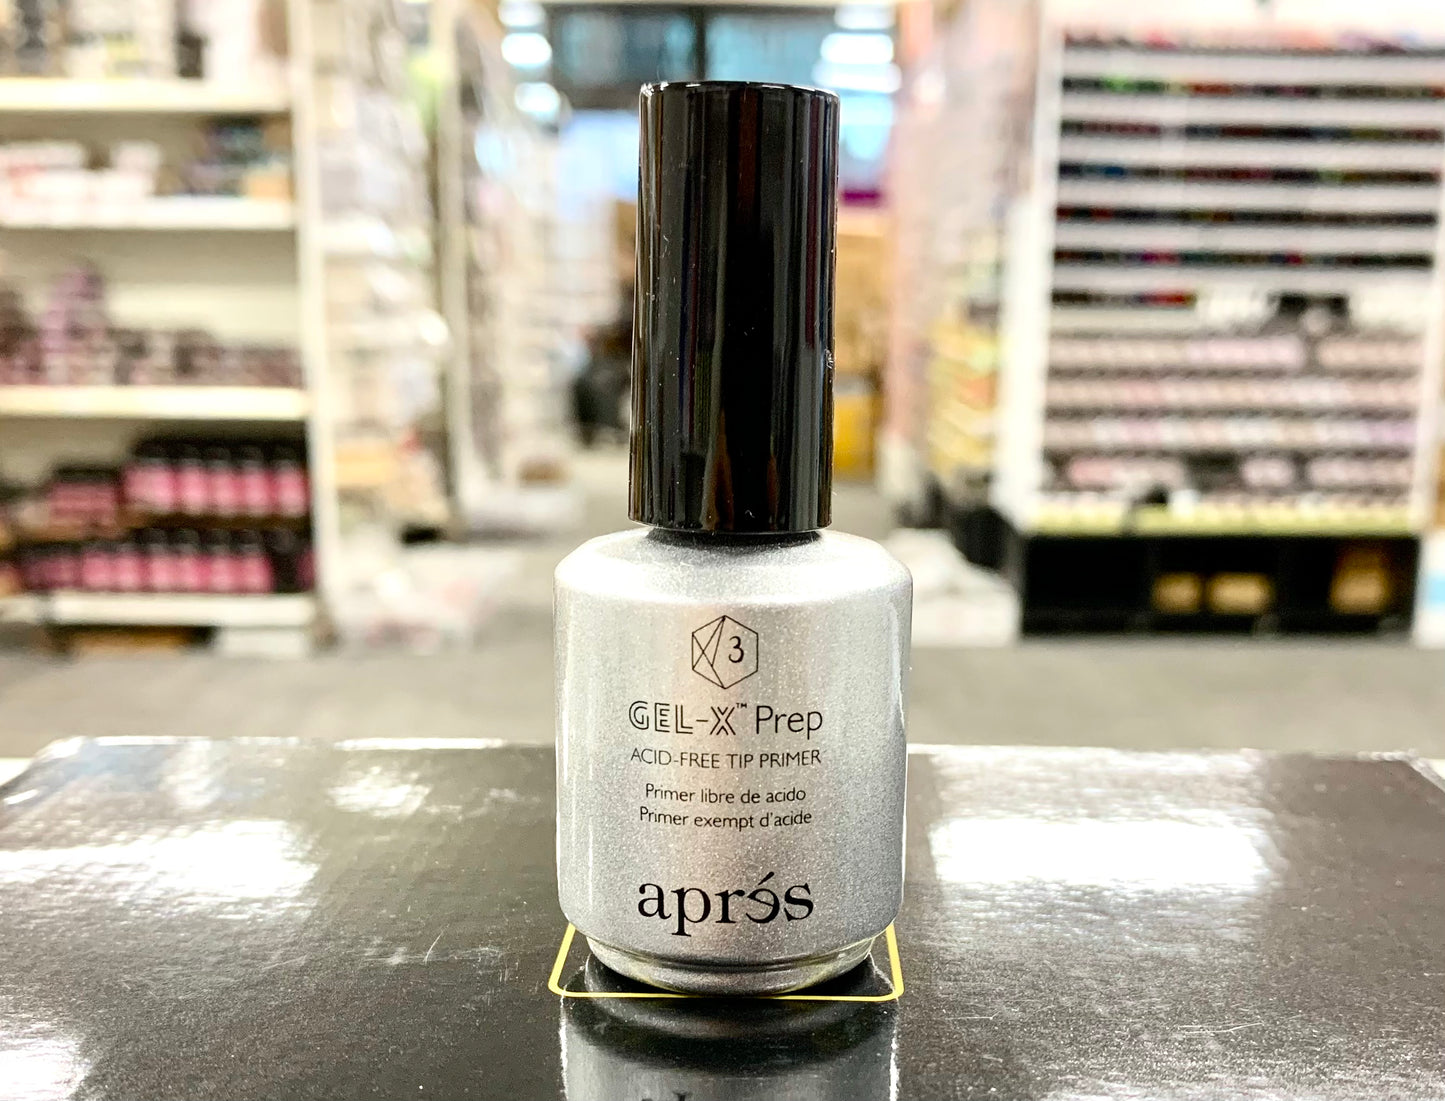 3
GEL-X™ Prep
ACID-FREE TIP PRIMER
Primer libre de acido
Primer exempt d'acide
aprés